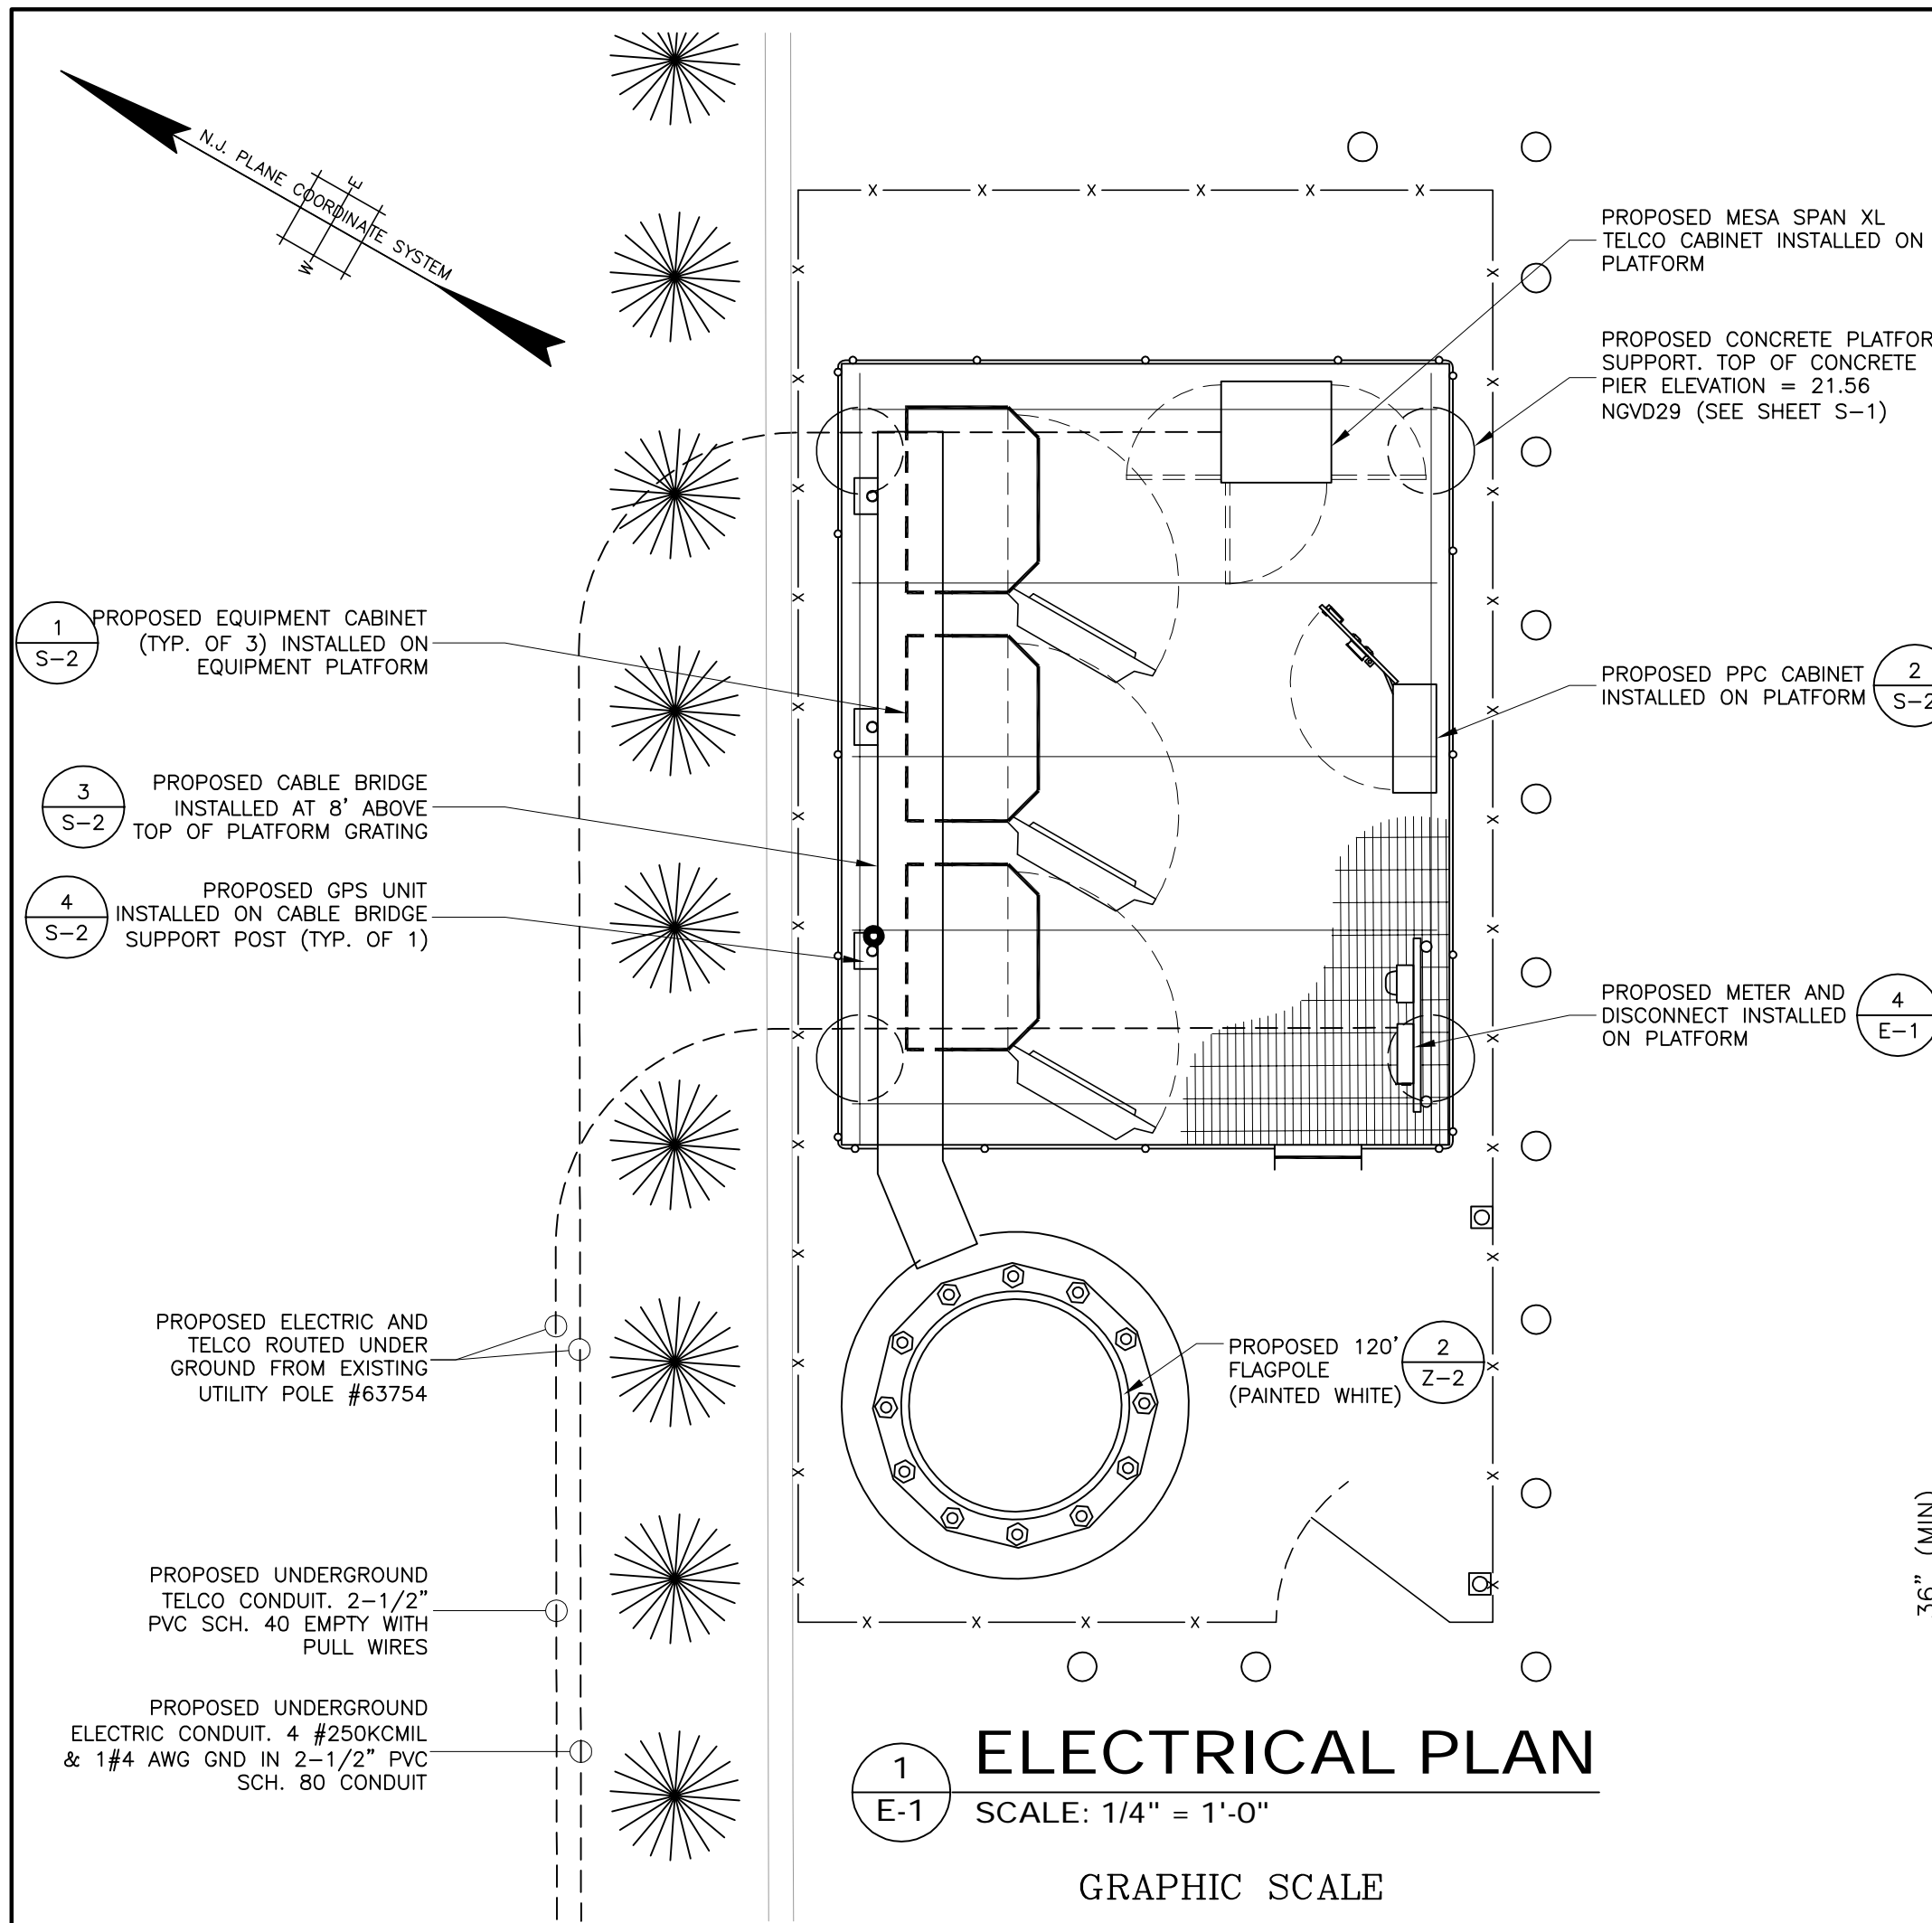 N.J. PLANE COORDINATE SYSTEM
E
W
PROPOSED MESA SPAN XL
TELCO CABINET INSTALLED ON
PLATFORM
PROPOSED CONCRETE PLATFOR
SUPPORT. TOP OF CONCRETE
PIER ELEVATION = 21.56
NGVD29 (SEE SHEET S-1)
1
S-2
PROPOSED EQUIPMENT CABINET
(TYP. OF 3) INSTALLED ON
EQUIPMENT PLATFORM
PROPOSED PPC CABINET
INSTALLED ON PLATFORM
2
S-2
3
S-2
PROPOSED CABLE BRIDGE
INSTALLED AT 8' ABOVE
TOP OF PLATFORM GRATING
4
S-2
PROPOSED GPS UNIT
INSTALLED ON CABLE BRIDGE
SUPPORT POST (TYP. OF 1)
PROPOSED METER AND
DISCONNECT INSTALLED
ON PLATFORM
4
E-1
PROPOSED ELECTRIC AND
TELCO ROUTED UNDER
GROUND FROM EXISTING
UTILITY POLE #63754
PROPOSED 120'
FLAGPOLE
(PAINTED WHITE)
2
Z-2
PROPOSED UNDERGROUND
TELCO CONDUIT. 2-1/2"
PVC SCH. 40 EMPTY WITH
PULL WIRES
36" (MIN)
PROPOSED UNDERGROUND
ELECTRIC CONDUIT. 4 #250KCMIL
& 1#4 AWG GND IN 2-1/2" PVC
SCH. 80 CONDUIT
1
E-1
ELECTRICAL PLAN
SCALE: 1/4" = 1'-0"
GRAPHIC SCALE